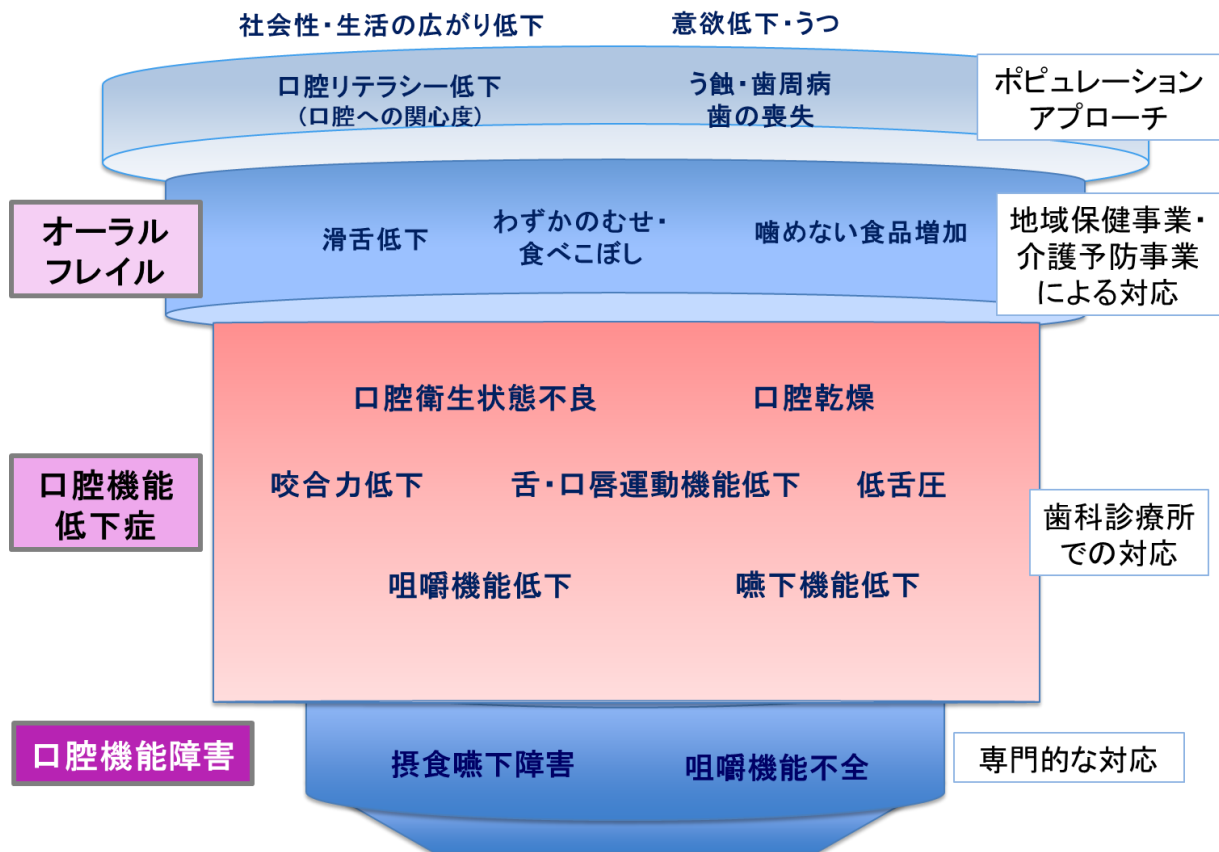 社会性・生活の広がり低下
意欲低下・うつ
口腔リテラシー低下
（口腔への関心度）
う蝕・歯周病
歯の喪失
ポピュレーション
アプローチ
オーラル
フレイル
滑舌低下
わずかのむせ・
食べこぼし
噛めない食品増加
地域保健事業・
介護予防事業
による対応
口腔機能
低下症
口腔衛生状態不良
口腔乾燥
咬合力低下
舌・口唇運動機能低下
低舌圧
咀嚼機能低下
嚥下機能低下
歯科診療所
での対応
口腔機能障害
摂食嚥下障害
咀嚼機能不全
専門的な対応